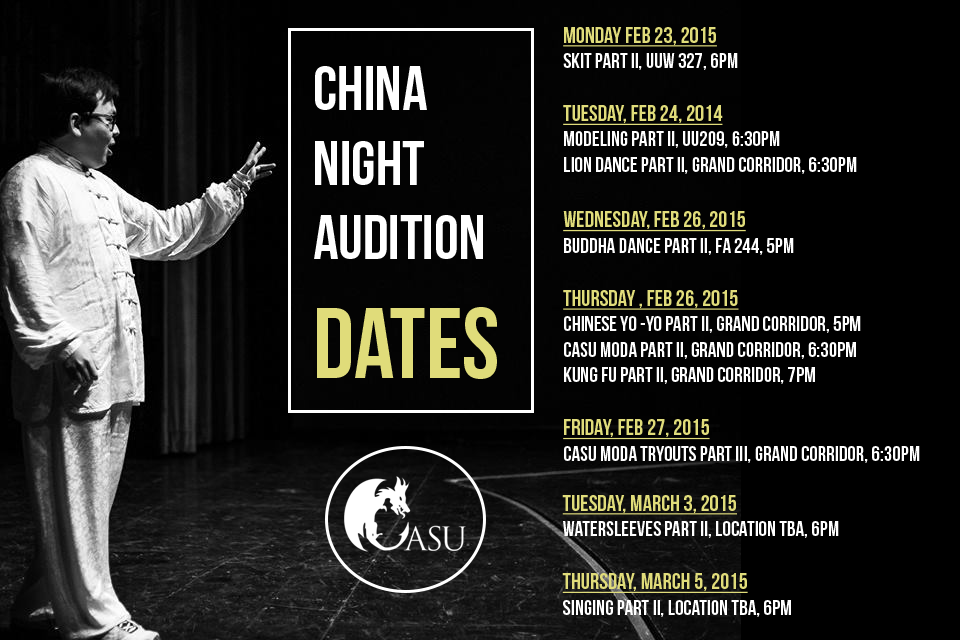 CHINA
NIGHT
AUDITION
DATES
CASU
MONDAY FEB 23, 2015
SKIT PART II, UUW 327, 6PM
TUESDAY, FEB 24, 2014
MODELING PART II, UU209, 6:30PM
LION DANCE PART II, GRAND CORRIDOR, 6:30PM
WEDNESDAY, FEB 26, 2015
BUDDHA DANCE PART II, FA 244, 5PM
THURSDAY , FEB 26, 2015
CHINESE YO -YO PART II, GRAND CORRIDOR, 5PM
CASU MODA PART II, GRAND CORRIDOR, 6:30PM
KUNG FU PART II, GRAND CORRIDOR, 7PM
FRIDAY, FEB 27, 2015
CASU MODA TRYOUTS PART III, GRAND CORRIDOR, 6:30PM
TUESDAY, MARCH 3, 2015
WATERSLEEVES PART II, LOCATION TBA, 6PM
THURSDAY, MARCH 5, 2015
SINGING PART II, LOCATION TBA, 6PM